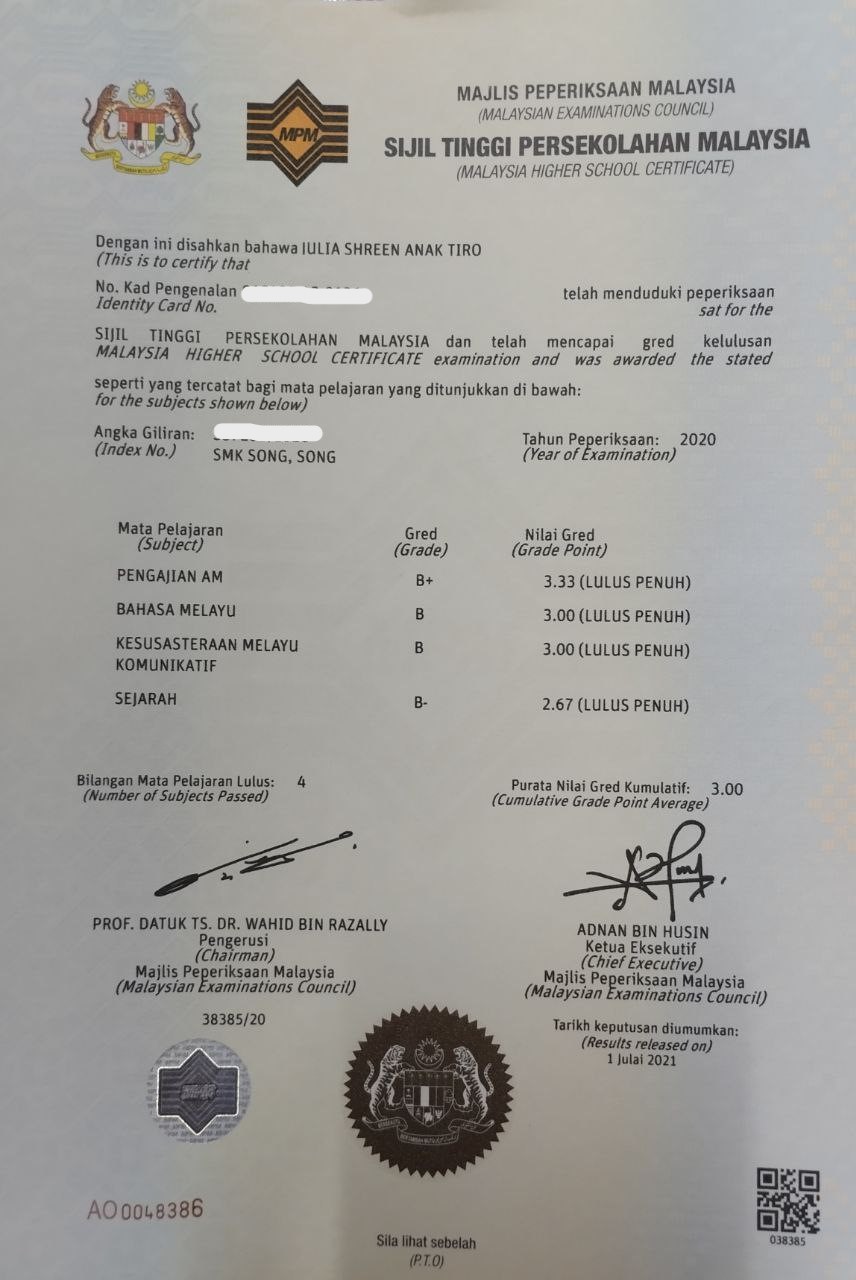 MPM
MAJLIS PEPERIKSAAN MALAYSIA
(MALAYSIAN EXAMINATIONS COUNCIL)
SIJIL TINGGI PERSEKOLAHAN MALAYSIA
(MALAYSIA HIGHER SCHOOL CERTIFICATE)
Dengan ini disahkan bahawa IULIA SHREEN ANAK TIRO
(This is to certify that
No. Kad Pengenalan telah menduduki peperiksaan
Identity Card No. sat for the
SIJIL TINGGI PERSEKOLAHAN MALAYSIA dan telah mencapai gred kelulusan
MALAYSIA HIGHER SCHOOL CERTIFICATE examination and was awarded the stated
seperti yang tercatat bagi mata pelajaran yang ditunjukkan di bawah:
for the subjects shown below)
Angka Giliran: Tahun Peperiksaan: 2020
(Index No.) SMK SONG, SONG (Year of Examination)
Mata Pelajaran Gred Nilai Gred
(Subject) (Grade) (Grade Point)
PENGAJIAN AM B+ 3.33 (LULUS PENUH)
BAHASA MELAYU B 3.00 (LULUS PENUH)
KESUSASTERAAN MELAYU B 3.00 (LULUS PENUH)
KOMUNIKATIF
SEJARAH B- 2.67 (LULUS PENUH)
Bilangan Mata Pelajaran Lulus: 4 Purata Nilai Gred Kumulatif: 3.00
(Number of Subjects Passed) (Cumulative Grade Point Average)
PROF. DATUK TS. DR. WAHID BIN RAZALLY
Pengerusi
(Chairman)
Majlis Peperiksaan Malaysia
(Malaysian Examinations Council)
ADNAN BIN HUSIN
Ketua Eksekutif
(Chief Executive)
Majlis Peperiksaan Malaysia
(Malaysian Examinations Council)
38385/20
Tarikh keputusan diumumkan:
(Results released on)
1 Julai 2021
AO0048386
038385
Sila lihat sebelah
(P.T.O)